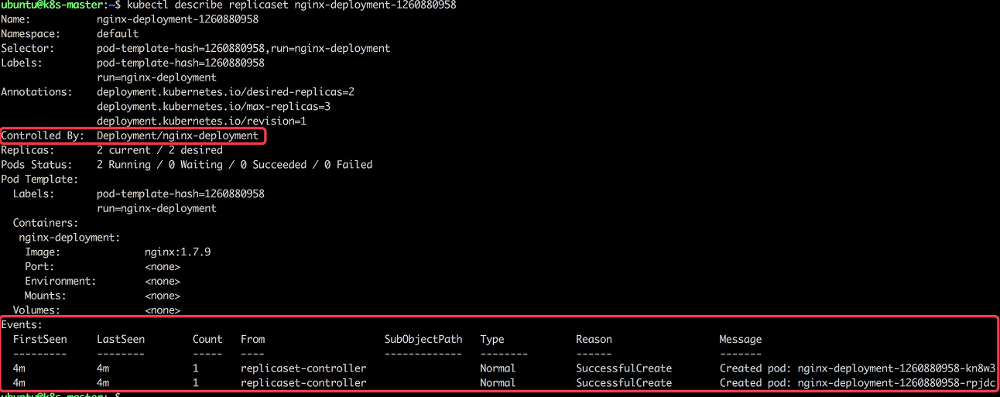 ubuntu@k8s-master:~$ kubectl describe replicaset nginx-deployment-1260880958
Name: nginx-deployment-1260880958
Namespace: default
Selector: pod-template-hash=1260880958,run=nginx-deployment
Labels: pod-template-hash=1260880958
run=nginx-deployment
Annotations: deployment.kubernetes.io/desired-replicas=2
deployment.kubernetes.io/max-replicas=3
deployment.kubernetes.io/revision=1
Controlled By: Deployment/nginx-deployment
Replicas: 2 current / 2 desired
Pods Status: 2 Running / 0 Waiting / 0 Succeeded / 0 Failed
Pod Template:
Labels: pod-template-hash=1260880958
run=nginx-deployment
Containers:
nginx-deployment:
Image: nginx:1.7.9
Port: <none>
Environment: <none>
Mounts: <none>
Volumes: <none>
Events:
FirstSeen LastSeen Count From SubObjectPath Type Reason Message
--------- -------- ----- ---- ------------- -------- ------ -------
4m 4m 1 replicaset-controller Normal SuccessfulCreate Created pod: nginx-deployment-1260880958-kn8w3
4m 4m 1 replicaset-controller Normal SuccessfulCreate Created pod: nginx-deployment-1260880958-rpjdc
ubuntu@k8s-master:~$